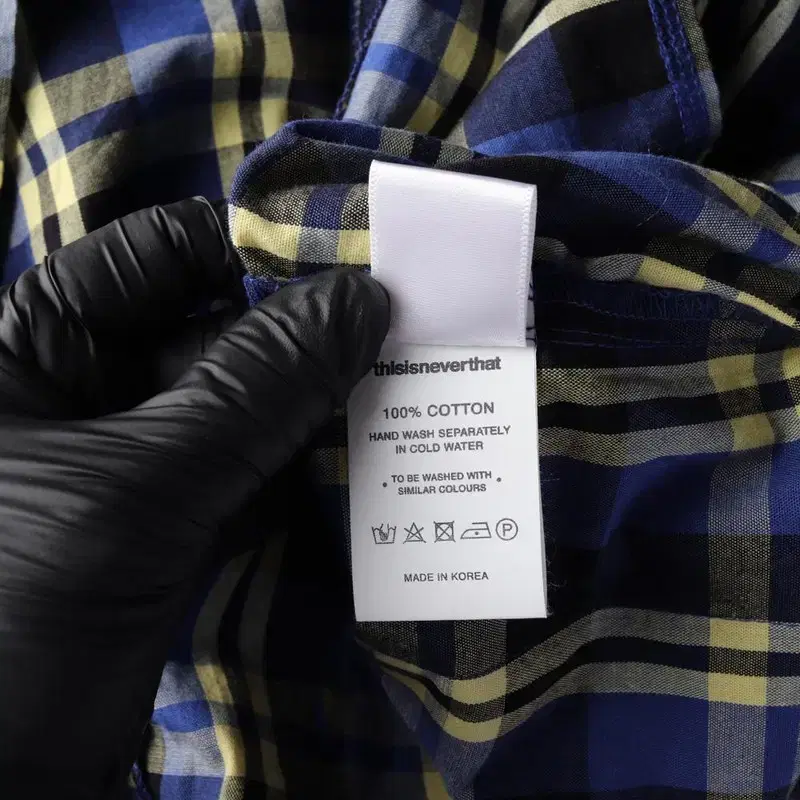 thisisneverthat
100% COTTON
HAND WASH SEPARATELY
IN COLD WATER
• TO BE WASHED WITH •
SIMILAR COLOURS
P
MADE IN KOREA